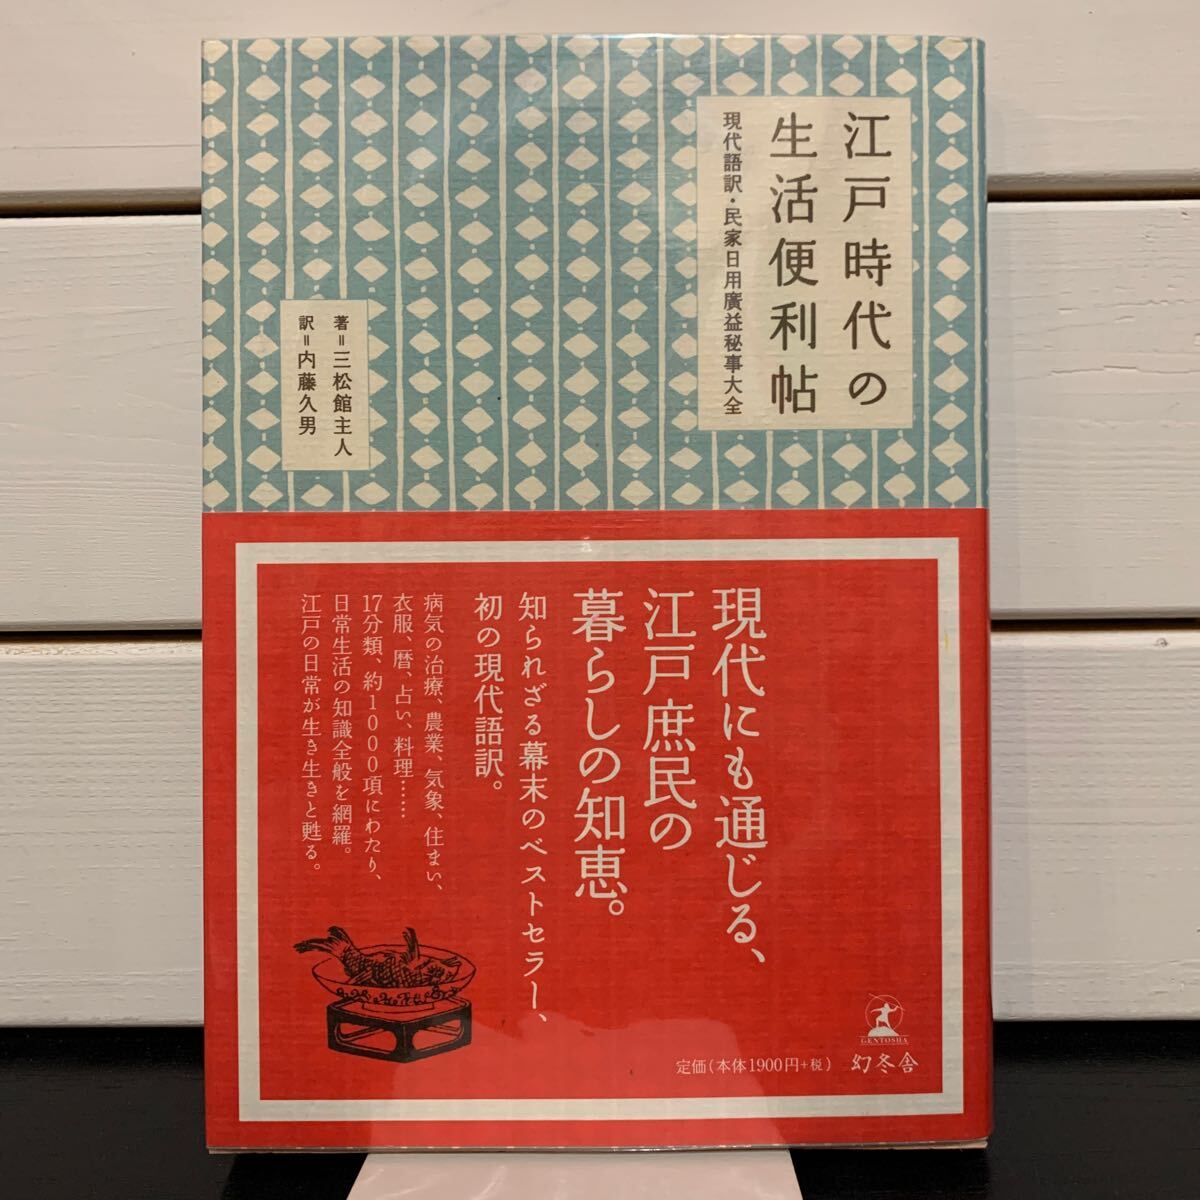 江戸時代の
生活便利帖
現代語訳・民家日用廣益秘事大全
著=三松館主人
訳=内藤久男
現代にも通じる、
江戸庶民の
暮らしの知恵。
知られざる幕末のベストセラー、
初の現代語訳。
病気の治療、農業、気象、住まい、
衣服、暦、占い、料理……
17分類、約1000項にわたり、
日常生活の知識全般を網羅。
江戸の日常が生き生きと甦る。
定価(本体1900円+税)
GENTOSHA
幻冬舎